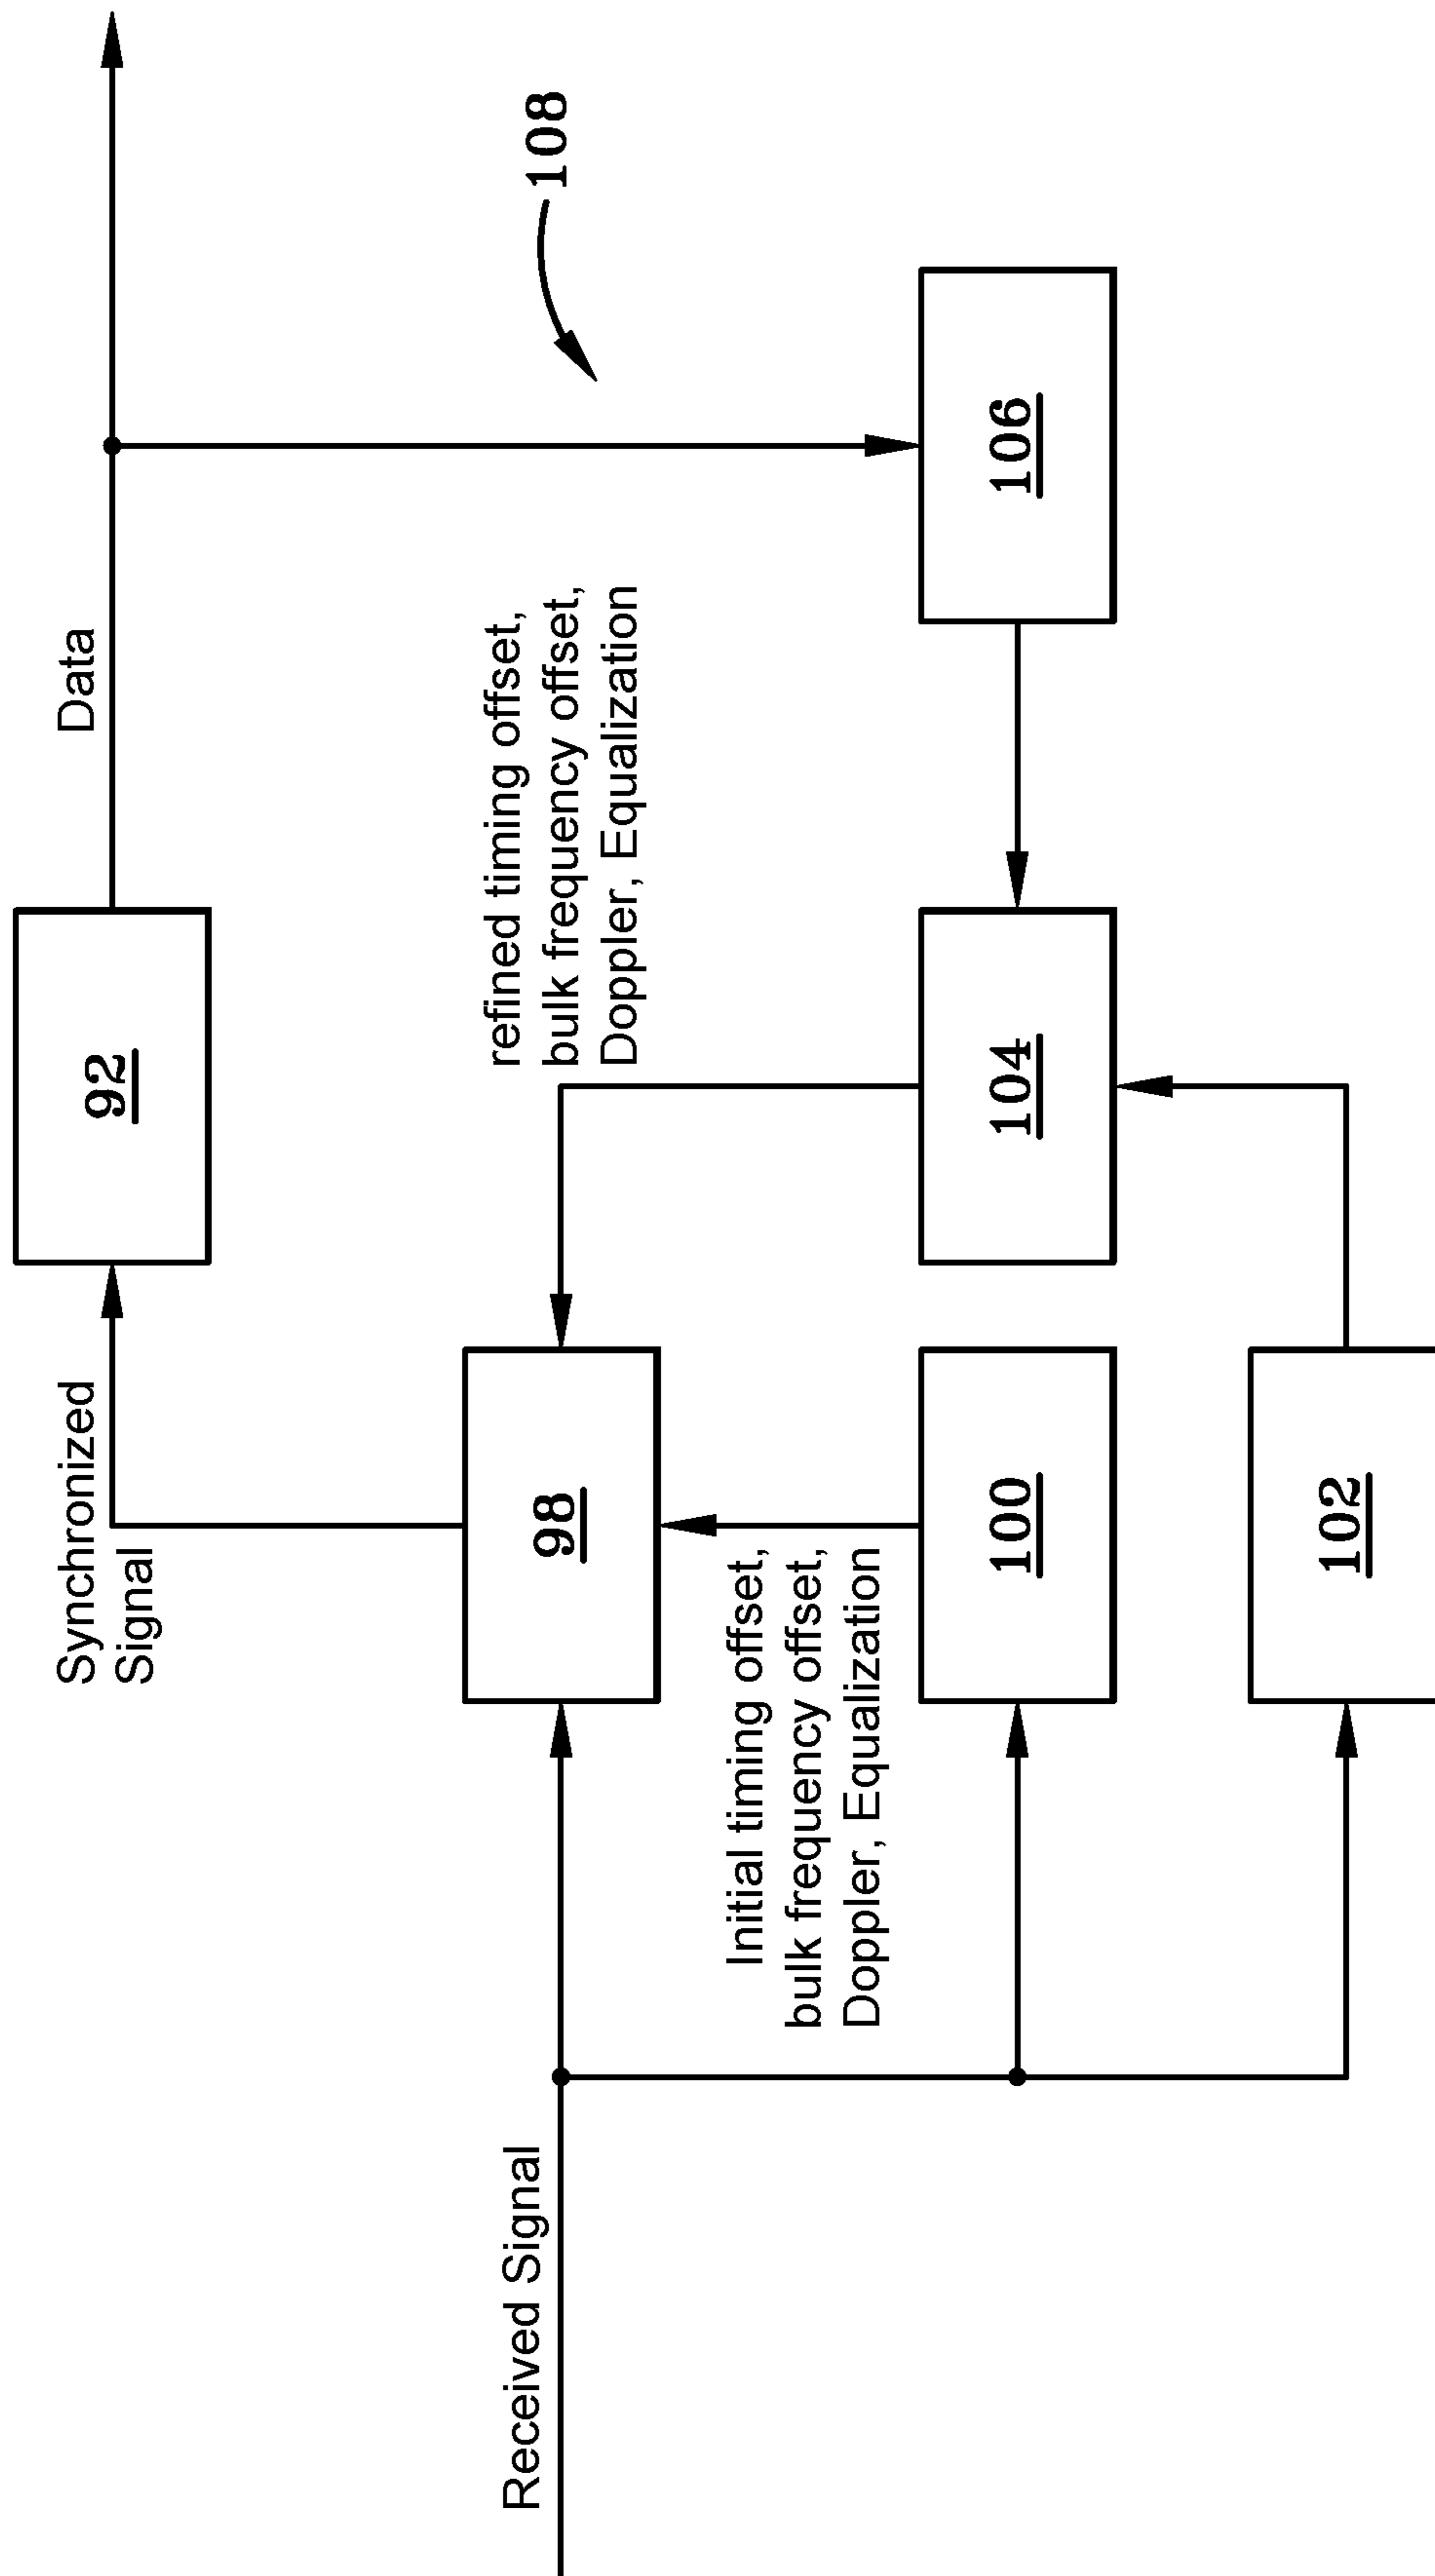 Received Signal
Synchronized
Signal
Data
92
98
Initial timing offset,
bulk frequency offset,
Doppler, Equalization
100
102
refined timing offset,
bulk frequency offset,
Doppler, Equalization
104
106
108